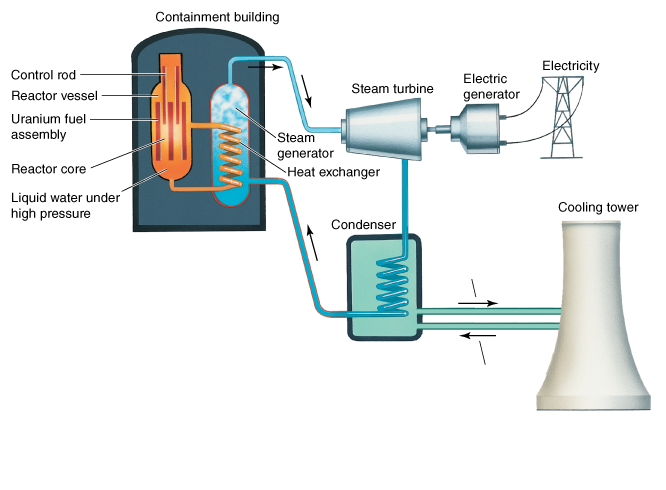 Containment building
Control rod
Reactor vessel
Uranium fuel
assembly
Reactor core
Liquid water under
high pressure
Steam
generator
Heat exchanger
Steam turbine
Electric
generator
Electricity
Condenser
Cooling tower